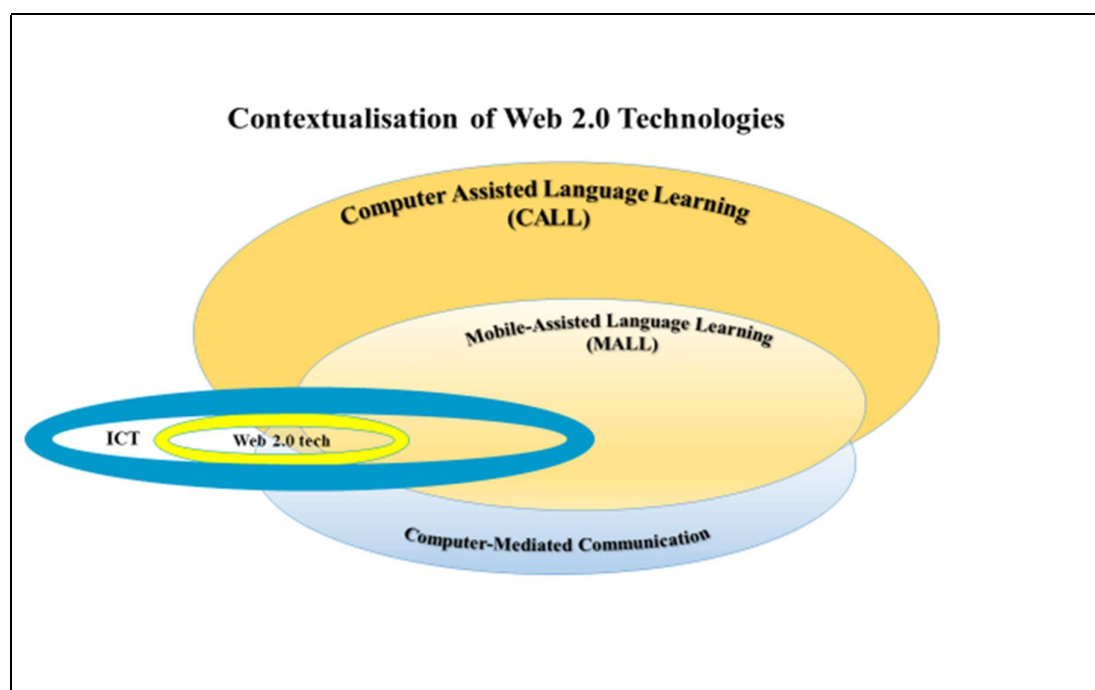 Contextualisation of Web 2.0 Technologies
Computer Assisted Language Learning
(CALL)
Mobile-Assisted Language Learning
(MALL)
ICT
Web 2.0 tech
Computer-Mediated Communication